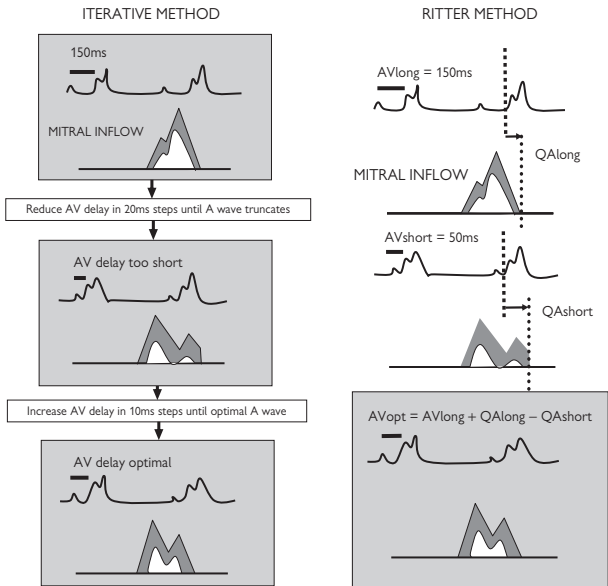 ITERATIVE METHOD
150ms
MITRAL INFLOW
Reduce AV delay in 20ms steps until A wave truncates
AV delay too short
Increase AV delay in 10ms steps until optimal A wave
AV delay optimal
RITTER METHOD
AVlong = 150ms
QAlong
MITRAL INFLOW
AVshort = 50ms
QAshort
AVopt = AVlong + QAlong – QAshort